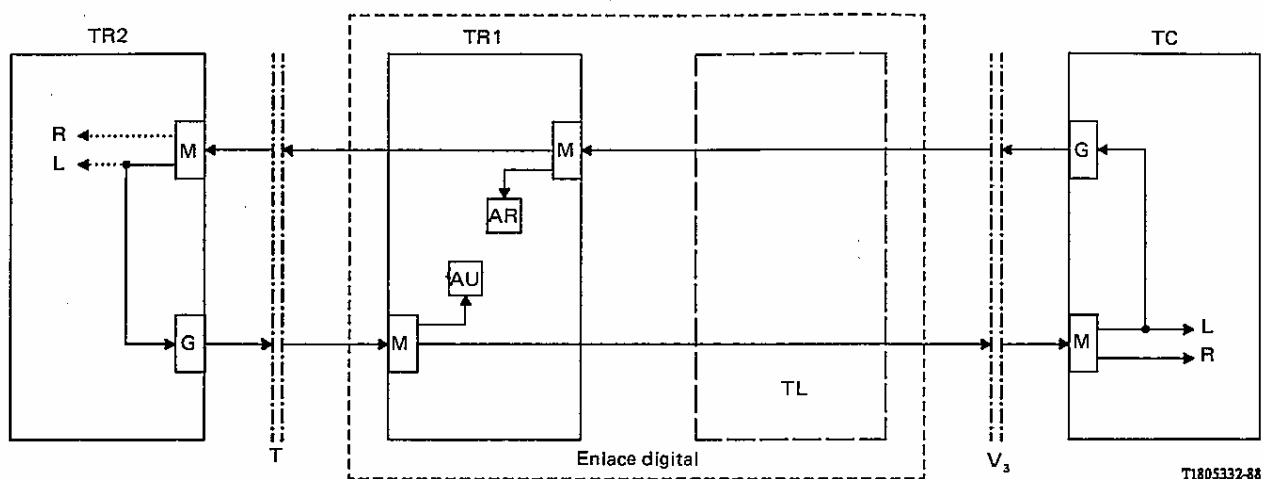 TR2
TR1
TC
R
L
M
M
G
AR
AU
G
M
M
L
R
TL
T
Enlace digital
V₃
T1805332-88